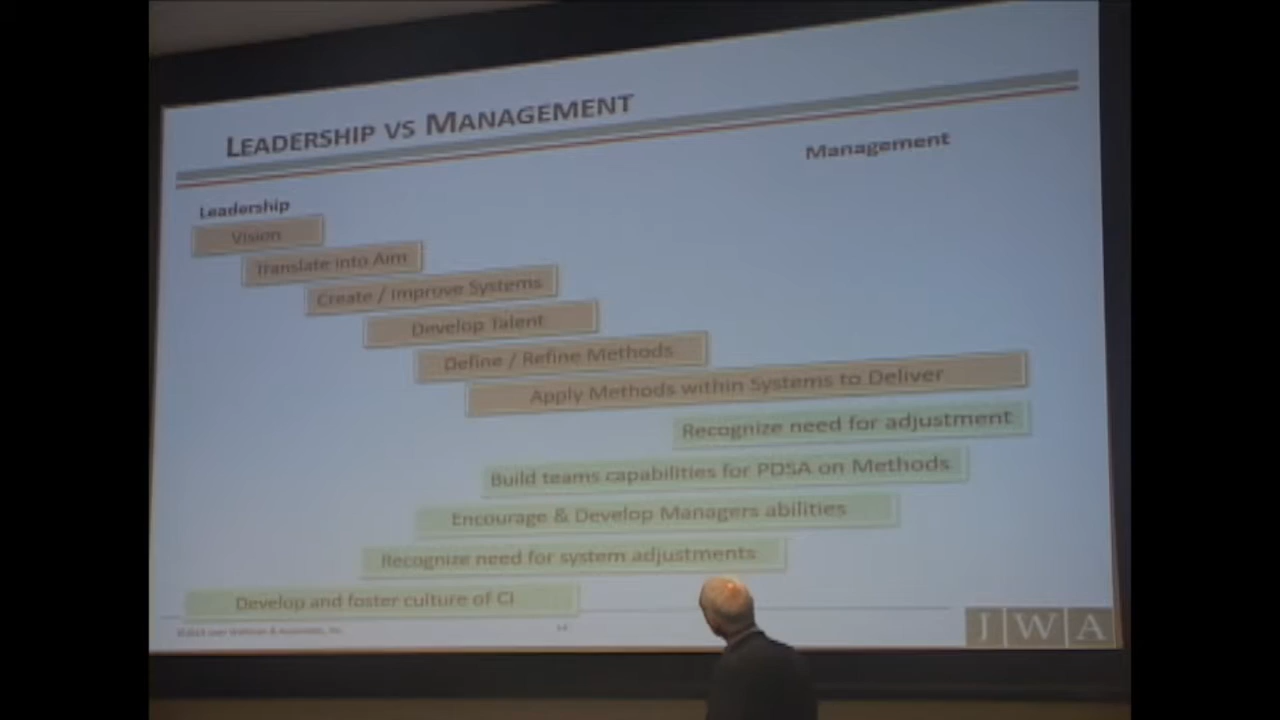 LEADERSHIP VS MANAGEMENT
Management
Leadership
Vision
Translate into Aim
Create / Improve Systems
Develop Talent
Define / Refine Methods
Apply Methods within Systems to Deliver
Recognize need for adjustment
Build teams capabilities for PDSA on Methods
Encourage & Develop Managers abilities
Recognize need for system adjustments
Develop and foster culture of CI
JWA